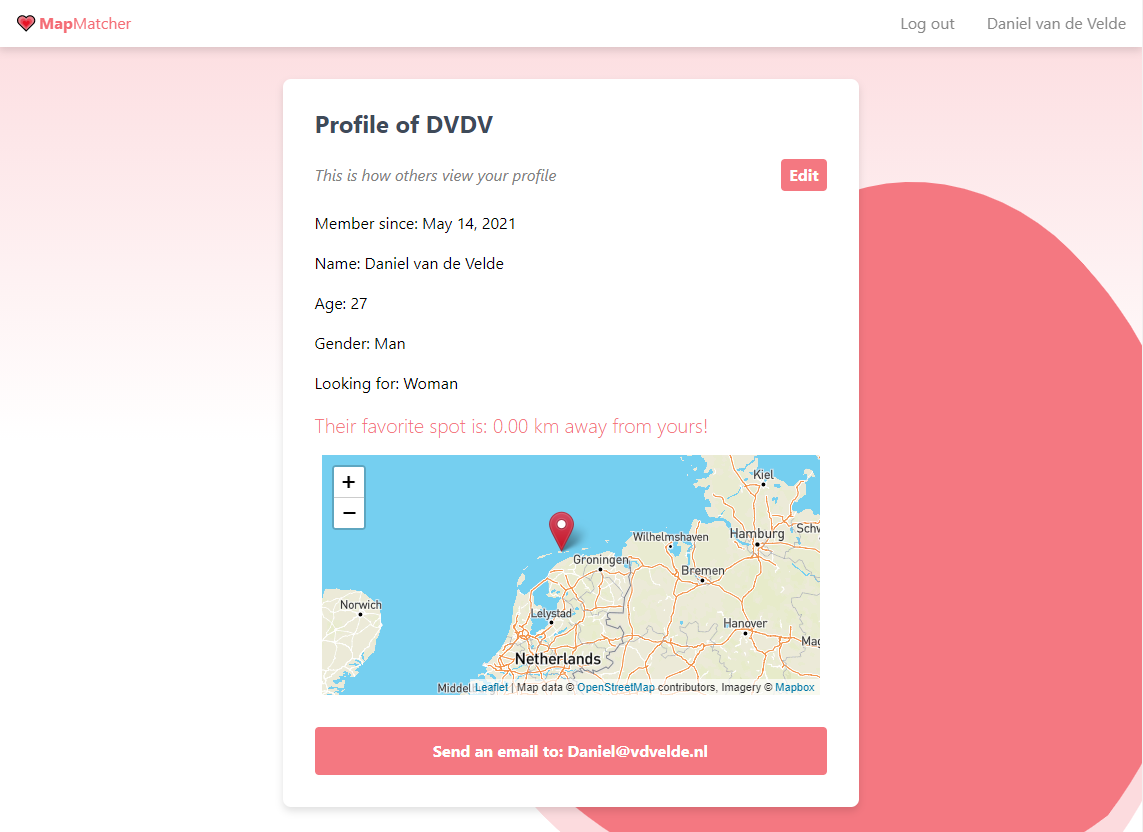 MapMatcher
Log out
Daniel van de Velde
Profile of DVDV
This is how others view your profile
Edit
Member since: May 14, 2021
Name: Daniel van de Velde
Age: 27
Gender: Man
Looking for: Woman
Their favorite spot is: 0.00 km away from yours!
+
−
Kiel
Hamburg
Schw
Wilhelmshaven
Groningen
Bremen
Norwich
Lelystad
Hanover
Mag
Netherlands
Middel
Leaflet | Map data © OpenStreetMap contributors, Imagery © Mapbox
Send an email to: Daniel@vdvelde.nl